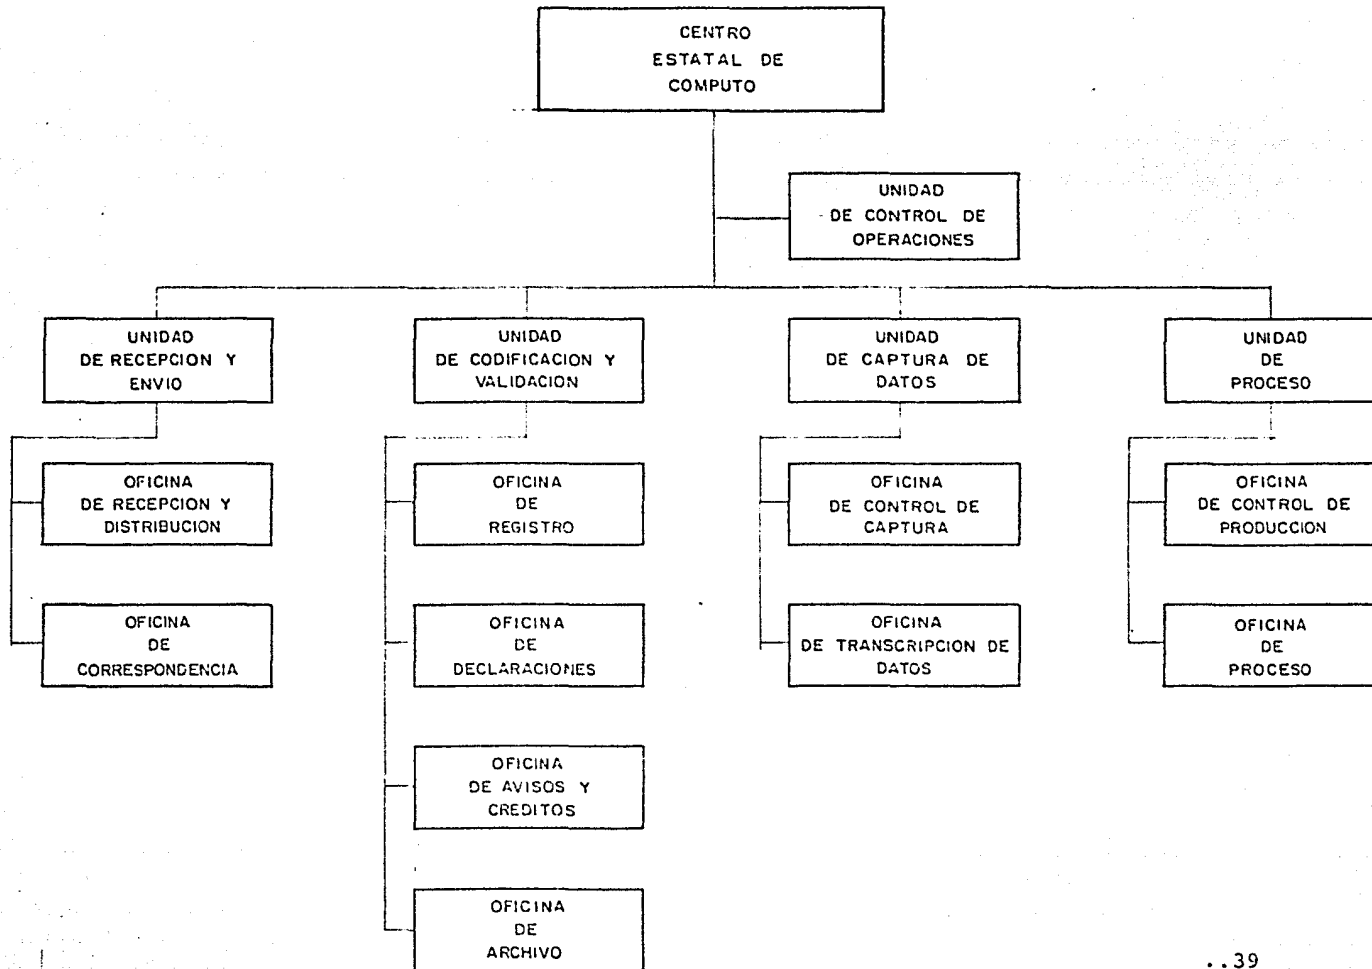 CENTRO
ESTATAL DE
COMPUTO
UNIDAD
DE CONTROL DE
OPERACIONES
UNIDAD
DE RECEPCION Y
ENVIO
UNIDAD
DE CODIFICACION Y
VALIDACION
UNIDAD
DE CAPTURA DE
DATOS
UNIDAD
DE
PROCESO
OFICINA
DE RECEPCION Y
DISTRIBUCION
OFICINA
DE
REGISTRO
OFICINA
DE CONTROL DE
CAPTURA
OFICINA
DE CONTROL DE
PRODUCCION
OFICINA
DE
CORRESPONDENCIA
OFICINA
DE
DECLARACIONES
OFICINA
DE TRANSCRIPCION DE
DATOS
OFICINA
DE
PROCESO
OFICINA
DE AVISOS Y
CREDITOS
OFICINA
DE
ARCHIVO
..39